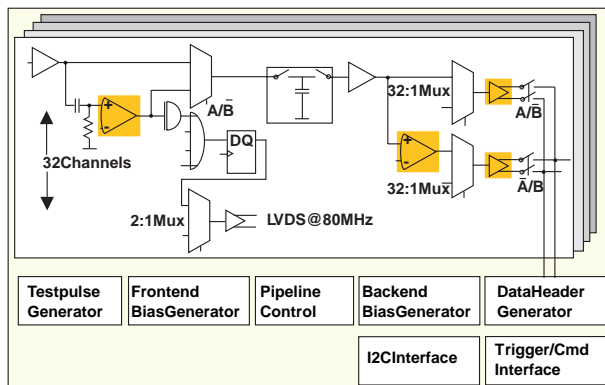 A/B̄
32:1Mux
A/B̄
+
-
32Channels
DQ
+
-
32:1Mux
Ā/B
2:1Mux
LVDS@80MHz
Testpulse
Generator
Frontend
BiasGenerator
Pipeline
Control
Backend
BiasGenerator
DataHeader
Generator
I2CInterface
Trigger/Cmd
Interface